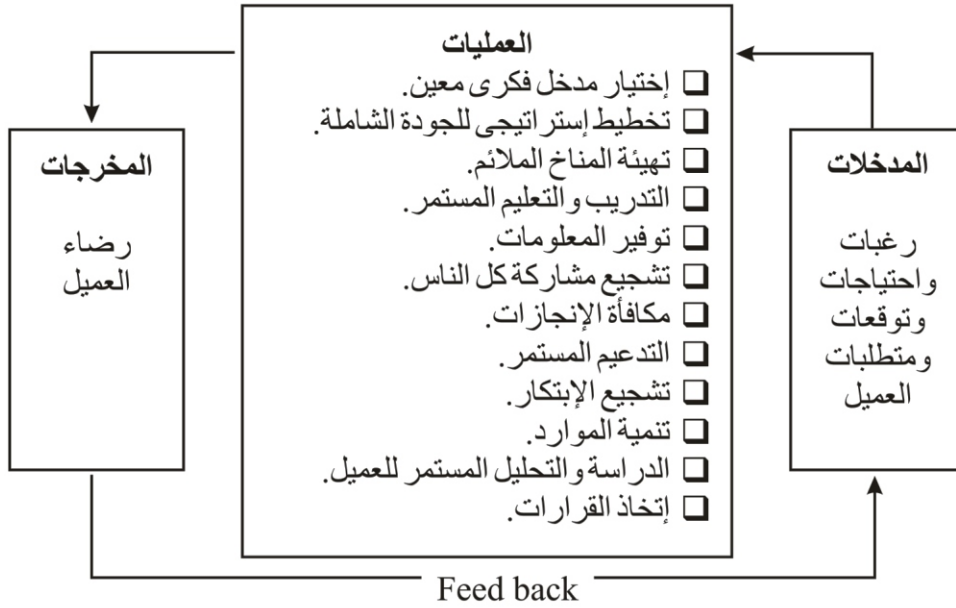 المدخلات
رغبات
واحتياجات
وتوقعات
ومتطلبات
العميل
العمليات
❑ إختيار مدخل فكرى معين.
❑ تخطيط إستراتيجى للجودة الشاملة.
❑ تهيئة المناخ الملائم.
❑ التدريب والتعليم المستمر.
❑ توفير المعلومات.
❑ تشجيع مشاركة كل الناس.
❑ مكافأة الإنجازات.
❑ التدعيم المستمر.
❑ تشجيع الإبتكار.
❑ تنمية الموارد.
❑ الدراسة والتحليل المستمر للعميل.
❑ إتخاذ القرارات.
المخرجات
رضاء
العميل
Feed back